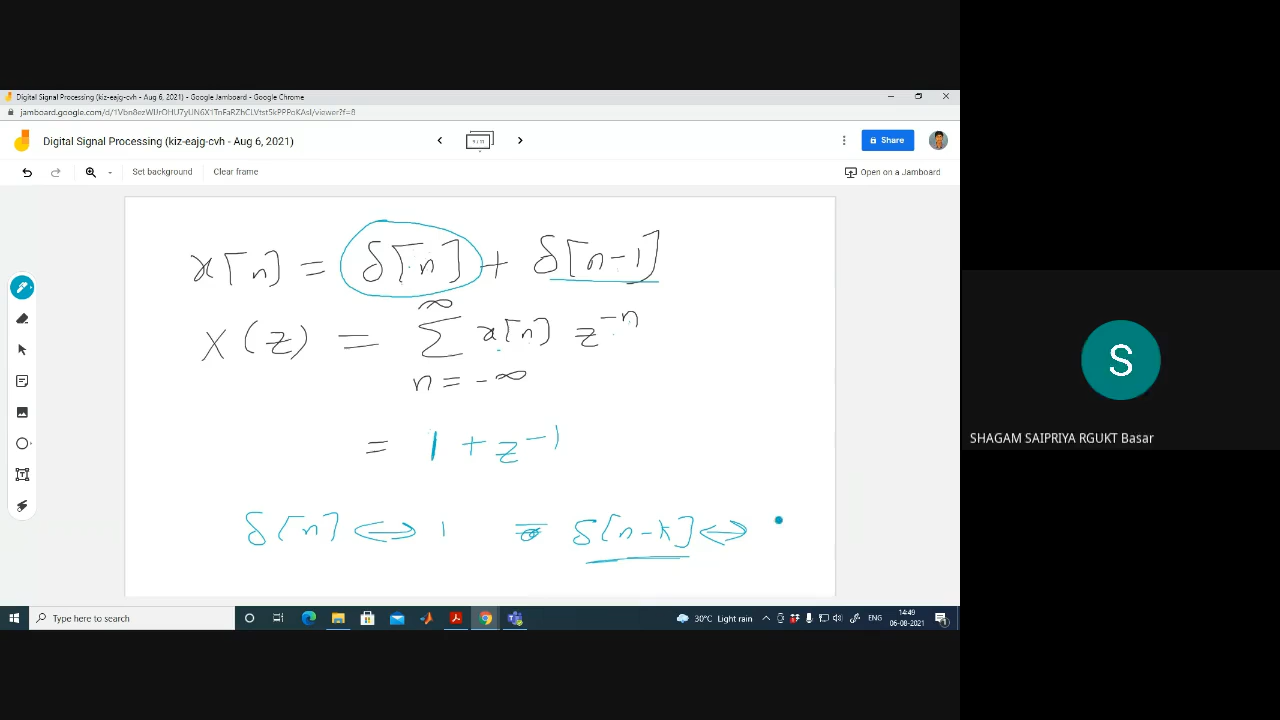 Digital Signal Processing (kiz-eajg-cvh - Aug 6, 2021) - Google Jamboard - Google Chrome
Digital Signal Processing (kiz-eajg-cvh - Aug 6, 2021)
Share
Set background
Clear frame
Open on a Jamboard
x[n] = δ[n] + δ[n-1]
X(z) = ∑ x[n] z⁻ⁿ
∞
n = -∞
= 1 + z⁻¹
δ[n] ⇔ 1
δ[n-k] ⇔
S
SHAGAM SAIPRIYA RGUKT Basar
Type here to search
30°C Light rain
ENG
14:49
06-08-2021